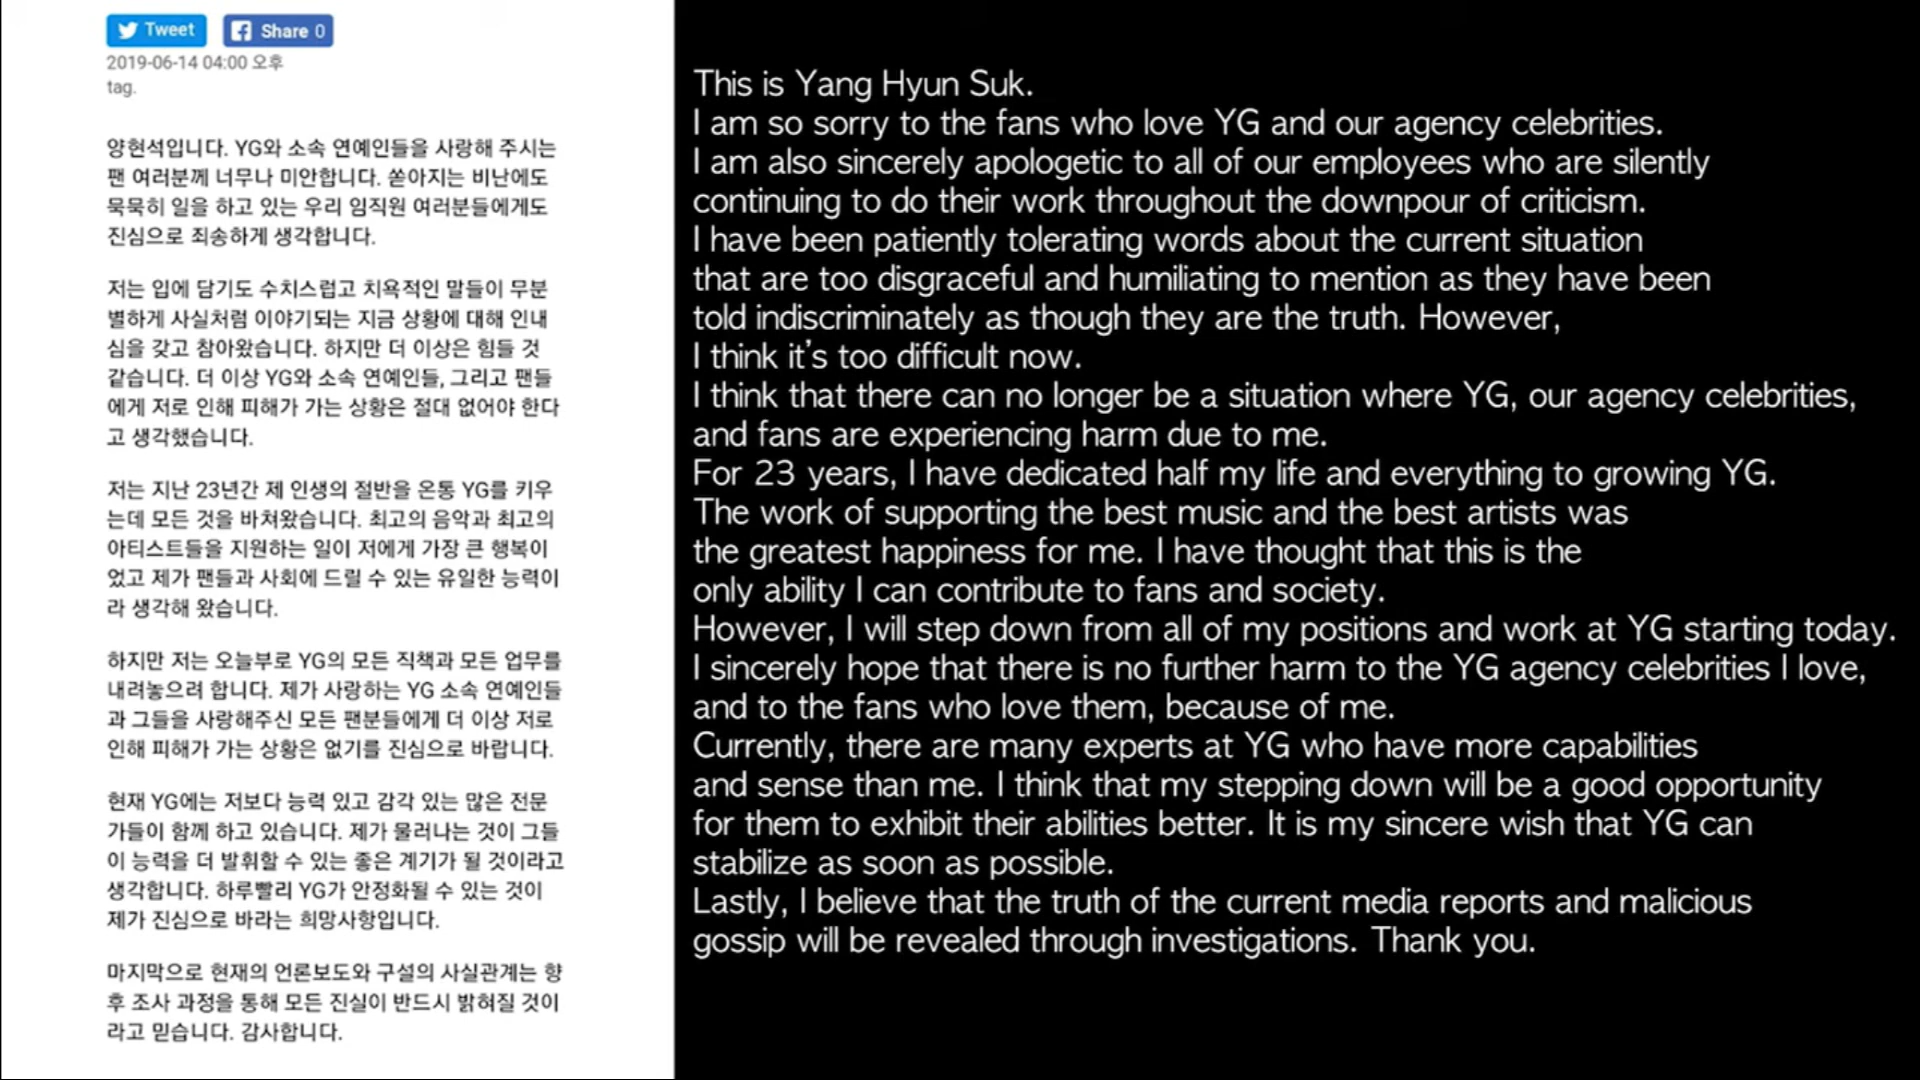 Tweet
Share 0
2019-06-14 04:00 오후
tag.
양현석입니다. YG와 소속 연예인들을 사랑해 주시는
팬 여러분께 너무나 미안합니다. 쏟아지는 비난에도
묵묵히 일을 하고 있는 우리 임직원 여러분들에게도
진심으로 죄송하게 생각합니다.
저는 입에 담기도 수치스럽고 치욕적인 말들이 무분
별하게 사실처럼 이야기되는 지금 상황에 대해 인내
심을 갖고 참아왔습니다. 하지만 더 이상은 힘들 것
같습니다. 더 이상 YG와 소속 연예인들, 그리고 팬들
에게 저로 인해 피해가 가는 상황은 절대 없어야 한다
고 생각했습니다.
저는 지난 23년간 제 인생의 절반을 온통 YG를 키우
는데 모든 것을 바쳐왔습니다. 최고의 음악과 최고의
아티스트들을 지원하는 일이 저에게 가장 큰 행복이
었고 제가 팬들과 사회에 드릴 수 있는 유일한 능력이
라 생각해 왔습니다.
하지만 저는 오늘부로 YG의 모든 직책과 모든 업무를
내려놓으려 합니다. 제가 사랑하는 YG 소속 연예인들
과 그들을 사랑해주신 모든 팬분들에게 더 이상 저로
인해 피해가 가는 상황은 없기를 진심으로 바랍니다.
현재 YG에는 저보다 능력 있고 감각 있는 많은 전문
가들이 함께 하고 있습니다. 제가 물러나는 것이 그들
이 능력을 더 발휘할 수 있는 좋은 계기가 될 것이라고
생각합니다. 하루빨리 YG가 안정화될 수 있는 것이
제가 진심으로 바라는 희망사항입니다.
마지막으로 현재의 언론보도와 구설의 사실관계는 향
후 조사 과정을 통해 모든 진실이 반드시 밝혀질 것이
라고 믿습니다. 감사합니다.
This is Yang Hyun Suk.
I am so sorry to the fans who love YG and our agency celebrities.
I am also sincerely apologetic to all of our employees who are silently
continuing to do their work throughout the downpour of criticism.
I have been patiently tolerating words about the current situation
that are too disgraceful and humiliating to mention as they have been
told indiscriminately as though they are the truth. However,
I think it's too difficult now.
I think that there can no longer be a situation where YG, our agency celebrities,
and fans are experiencing harm due to me.
For 23 years, I have dedicated half my life and everything to growing YG.
The work of supporting the best music and the best artists was
the greatest happiness for me. I have thought that this is the
only ability I can contribute to fans and society.
However, I will step down from all of my positions and work at YG starting today.
I sincerely hope that there is no further harm to the YG agency celebrities I love,
and to the fans who love them, because of me.
Currently, there are many experts at YG who have more capabilities
and sense than me. I think that my stepping down will be a good opportunity
for them to exhibit their abilities better. It is my sincere wish that YG can
stabilize as soon as possible.
Lastly, I believe that the truth of the current media reports and malicious
gossip will be revealed through investigations. Thank you.